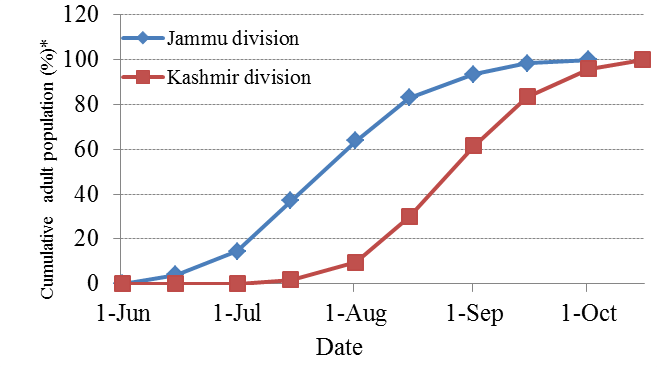 120
100
80
60
40
20
0
Cumulative adult population (%)*
Jammu division
Kashmir division
1-Jun 1-Jul 1-Aug 1-Sep 1-Oct
Date